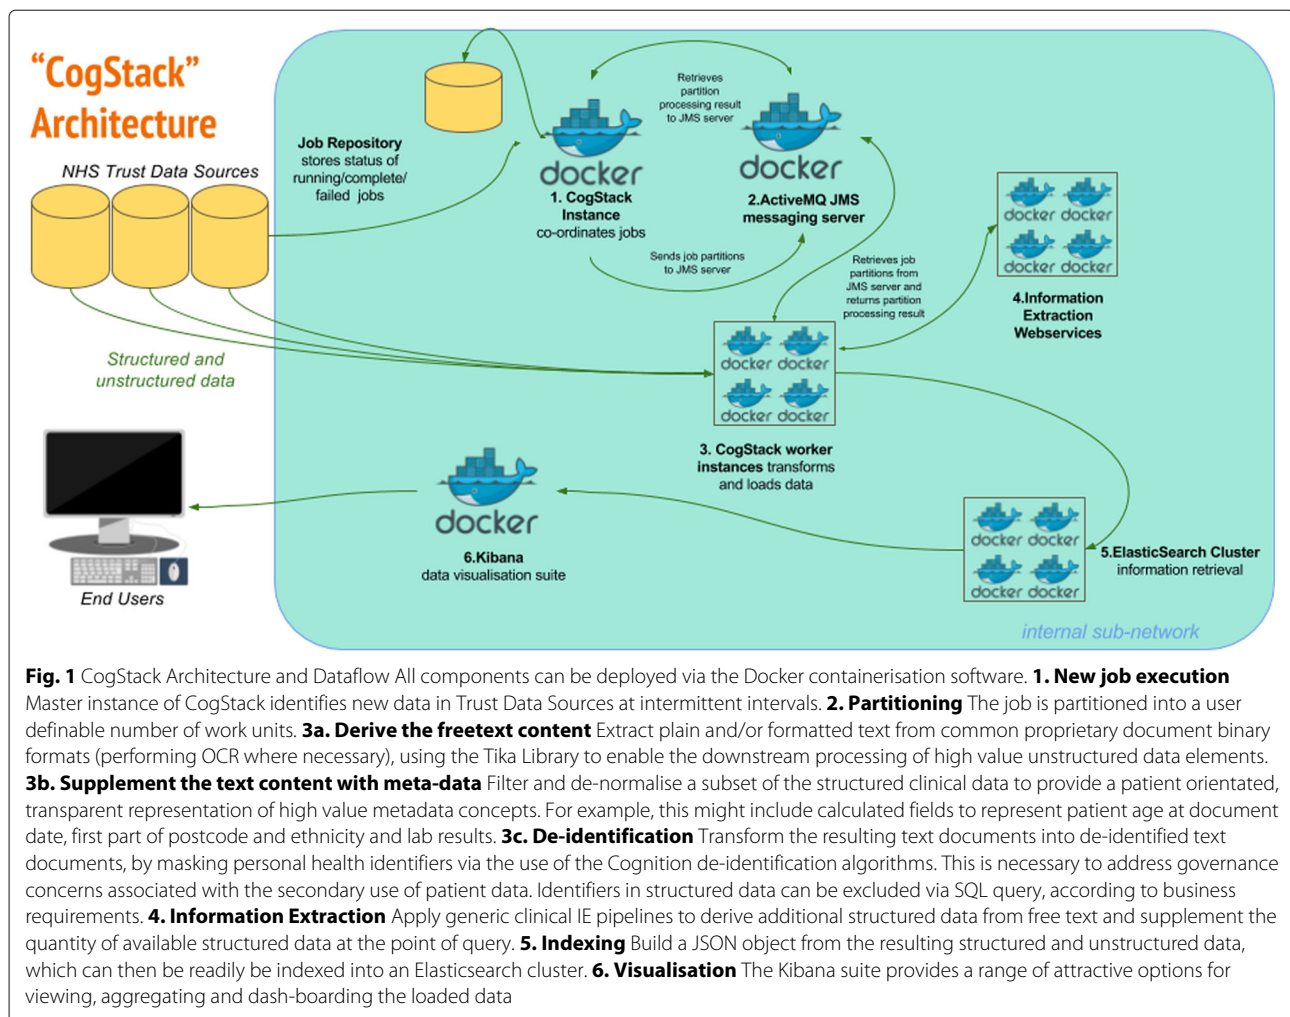 “CogStack”
Architecture
NHS Trust Data Sources
Job Repository
stores status of
running/complete/
failed jobs
docker
1. CogStack
Instance
co-ordinates jobs
Retrieves
partition
processing result
to JMS server
docker
2.ActiveMQ JMS
messaging server
Sends job partitions
to JMS server
Retrieves job
partitions from
JMS server and
returns partition
processing result
docker docker
docker docker
4.Information
Extraction
Webservices
Structured and
unstructured data
docker docker
docker docker
3. CogStack worker
instances transforms
and loads data
docker
6.Kibana
data visualisation suite
docker docker
docker docker
5.ElasticSearch Cluster
information retrieval
End Users
internal sub-network
Fig. 1 CogStack Architecture and Dataflow All components can be deployed via the Docker containerisation software. 1. New job execution
Master instance of CogStack identifies new data in Trust Data Sources at intermittent intervals. 2. Partitioning The job is partitioned into a user
definable number of work units. 3a. Derive the freetext content Extract plain and/or formatted text from common proprietary document binary
formats (performing OCR where necessary), using the Tika Library to enable the downstream processing of high value unstructured data elements.
3b. Supplement the text content with meta-data Filter and de-normalise a subset of the structured clinical data to provide a patient orientated,
transparent representation of high value metadata concepts. For example, this might include calculated fields to represent patient age at document
date, first part of postcode and ethnicity and lab results. 3c. De-identification Transform the resulting text documents into de-identified text
documents, by masking personal health identifiers via the use of the Cognition de-identification algorithms. This is necessary to address governance
concerns associated with the secondary use of patient data. Identifiers in structured data can be excluded via SQL query, according to business
requirements. 4. Information Extraction Apply generic clinical IE pipelines to derive additional structured data from free text and supplement the
quantity of available structured data at the point of query. 5. Indexing Build a JSON object from the resulting structured and unstructured data,
which can then be readily be indexed into an Elasticsearch cluster. 6. Visualisation The Kibana suite provides a range of attractive options for
viewing, aggregating and dash-boarding the loaded data